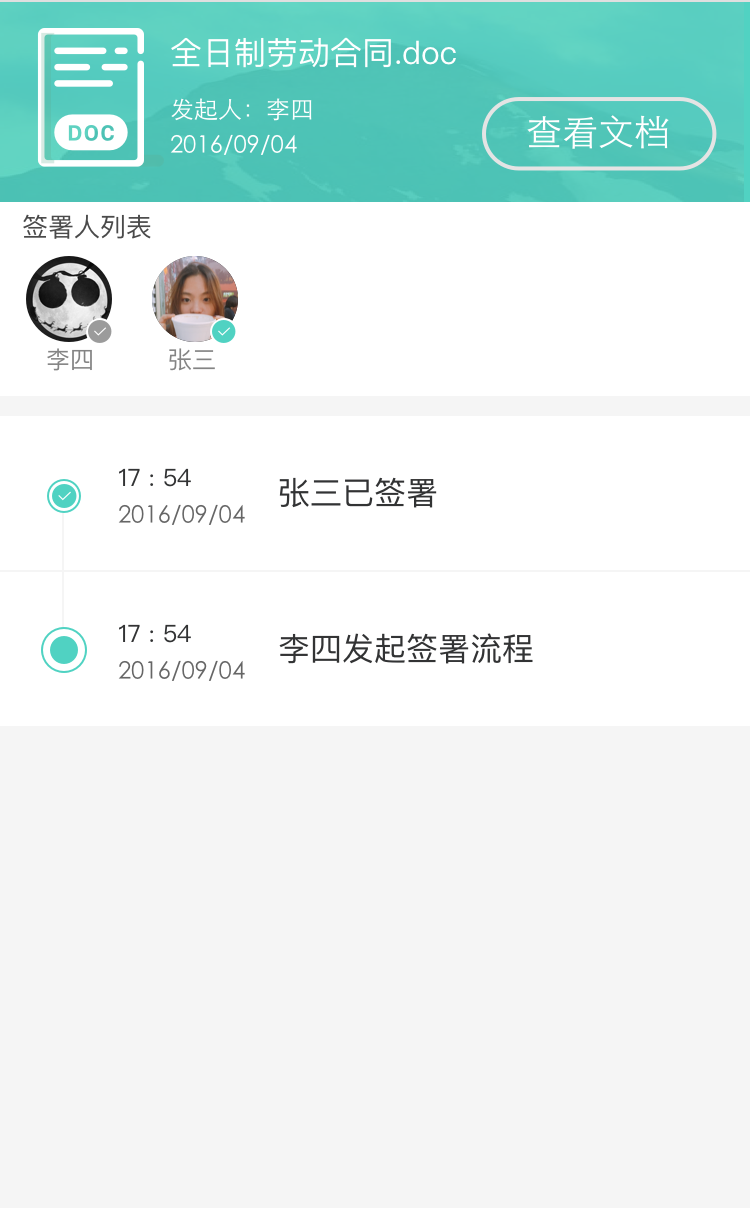 全日制劳动合同.doc
发起人：李四
2016/09/04
DOC
查看文档
签署人列表
李四
张三
17 : 54
2016/09/04
张三已签署
17 : 54
2016/09/04
李四发起签署流程